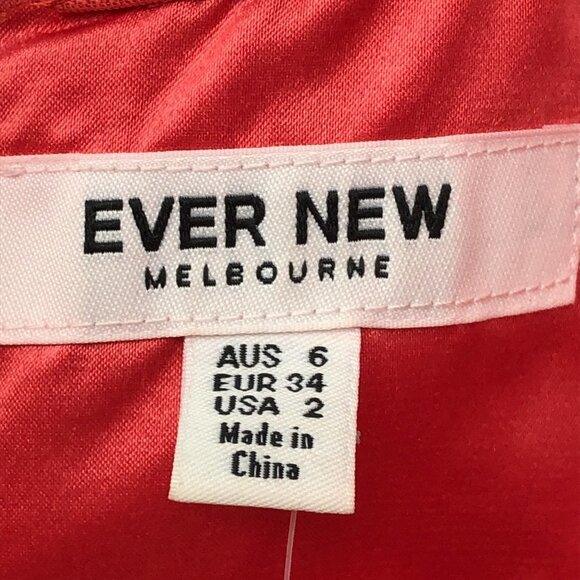 EVER NEW
MELBOURNE
AUS 6
EUR 34
USA 2
Made in
China